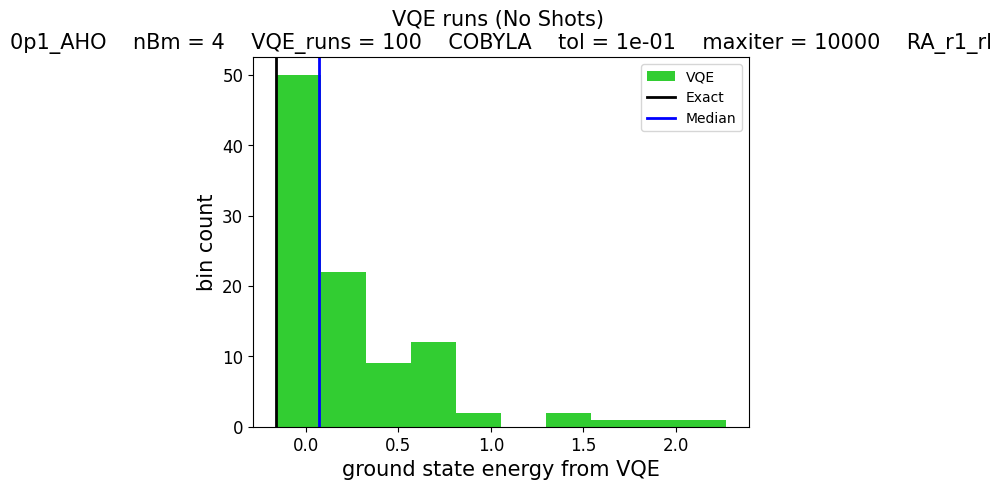 VQE runs (No Shots)
0p1_AHO    nBm = 4    VQE_runs = 100    COBYLA    tol = 1e-01    maxiter = 10000    RA_r1_rl
VQE
Exact
Median
50
40
30
20
10
0
bin count
0.0 0.5 1.0 1.5 2.0
ground state energy from VQE